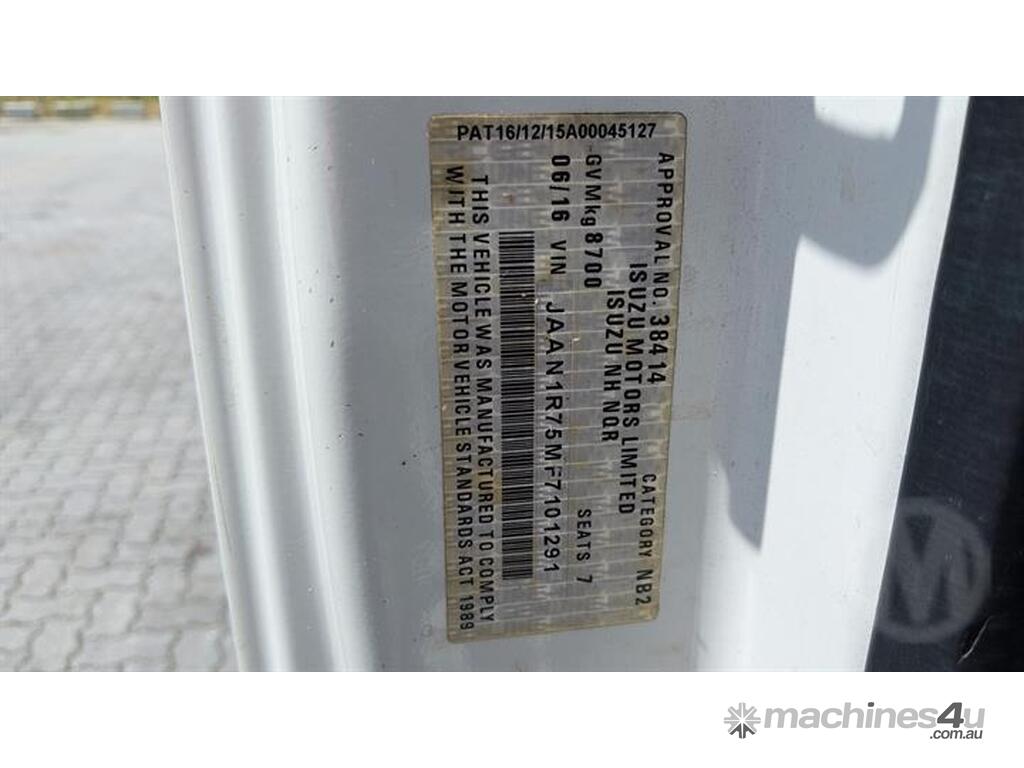 PAT16/12/15A00045127
APPROVAL NO. 38414 CATEGORY NB2
ISUZU MOTORS LIMITED
ISUZU NH NQR
GVMkg 8700 SEATS 7
06/16 VIN JAAN1R75MF7101291
THIS VEHICLE WAS MANUFACTURED TO COMPLY
WITH THE MOTOR VEHICLE STANDARDS ACT 1989
M
machines4u
.com.au